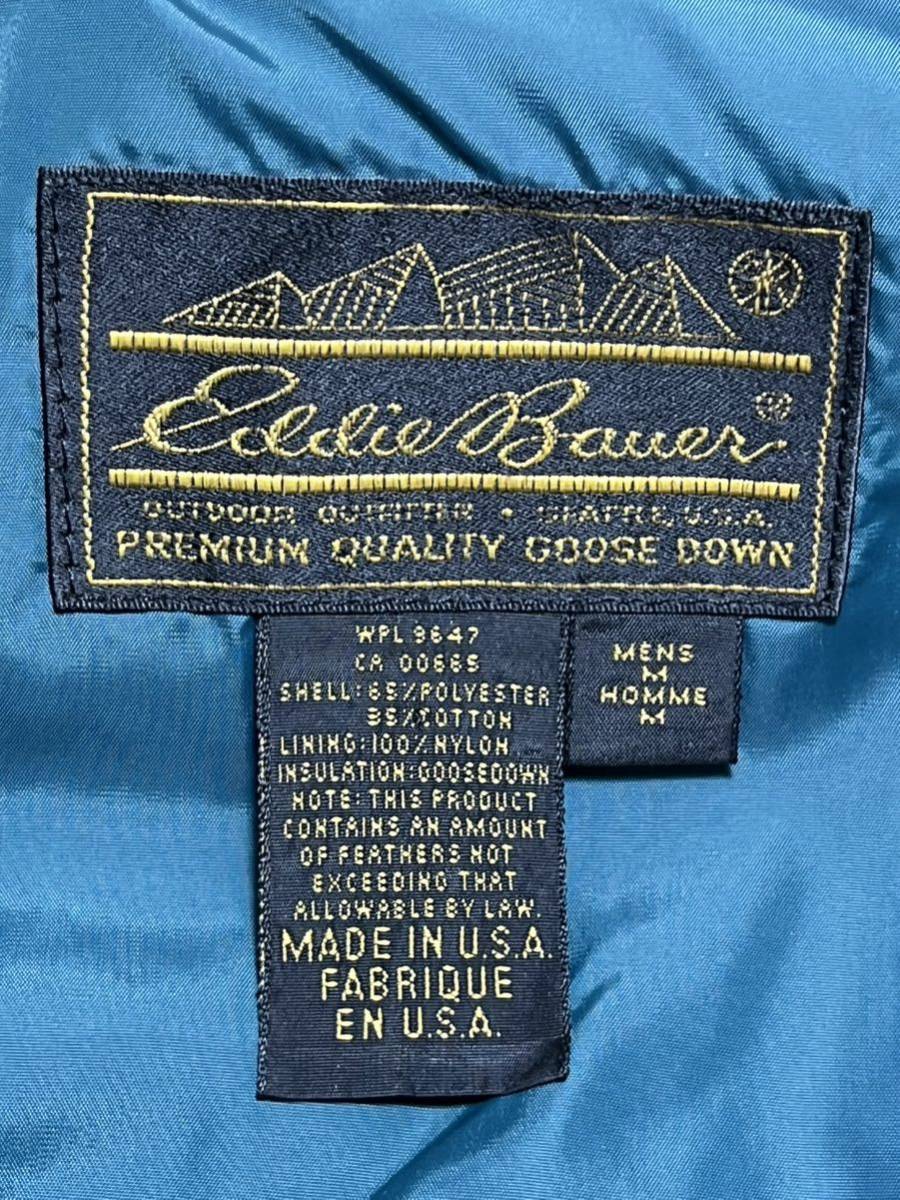 Eddie Bauer
OUTDOOR OUTFITTER • SEATTLE, U.S.A.
PREMIUM QUALITY GOOSE DOWN
WPL 9647
CA 00665
SHELL: 65% POLYESTER
35% COTTON
LINING: 100% NYLON
INSULATION: GOOSEDOWN
NOTE: THIS PRODUCT
CONTAINS AN AMOUNT
OF FEATHERS NOT
EXCEEDING THAT
ALLOWABLE BY LAW.
MADE IN U.S.A.
FABRIQUE
EN U.S.A.
MENS
M
HOMME
M